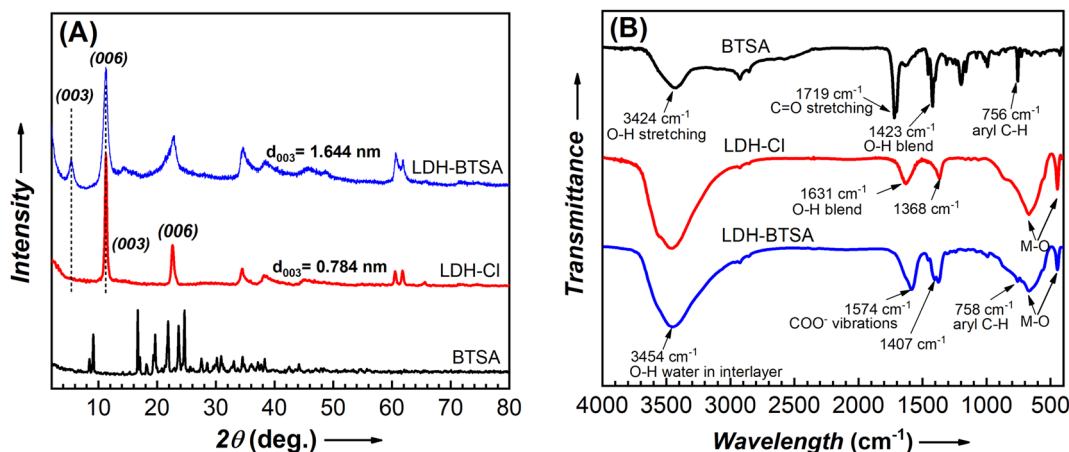 (A)
(006)
(003)
d003= 1.644 nm
LDH-BTSA
(003)
(006)
d003= 0.784 nm
LDH-Cl
BTSA
Intensity
10 20 30 40 50 60 70 80
2θ (deg.)
(B)
BTSA
3424 cm-1
O-H stretching
1719 cm-1
C=O stretching
1423 cm-1
O-H blend
756 cm-1
aryl C-H
LDH-Cl
1631 cm-1
O-H blend
1368 cm-1
M-O
LDH-BTSA
3454 cm-1
O-H water in interlayer
1574 cm-1
COO- vibrations
1407 cm-1
758 cm-1
aryl C-H
M-O
Transmittance
4000 3500 3000 2500 2000 1500 1000 500
Wavelength (cm-1)